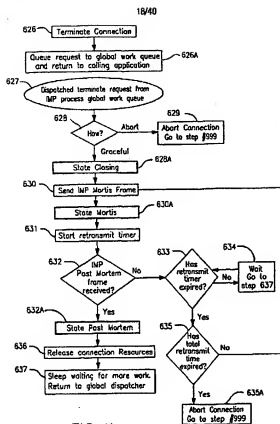 18/40
626
Terminate Connection
Queue request to global work queue
and return to calling application
626A
627
Dispatched terminate request from
IMP process global work queue
628
How?
Abort
629
Abort Connection
Go to step #999
Graceful
State Closing
628A
630
Send IMP Mortis Frame
State Mortis
630A
631
Start retransmit timer
632
IMP
Post Mortem
frame
received?
No
633
Has
retransmit
timer
expired?
No
634
Wait
Go to
step 637
Yes
632A
State Post Mortem
636
Release connection Resources
637
Sleep waiting for more work.
Return to global dispatcher
Yes
635
Has
total
retransmit
time
expired?
No
Yes
635A
Abort Connection
Go to step #999